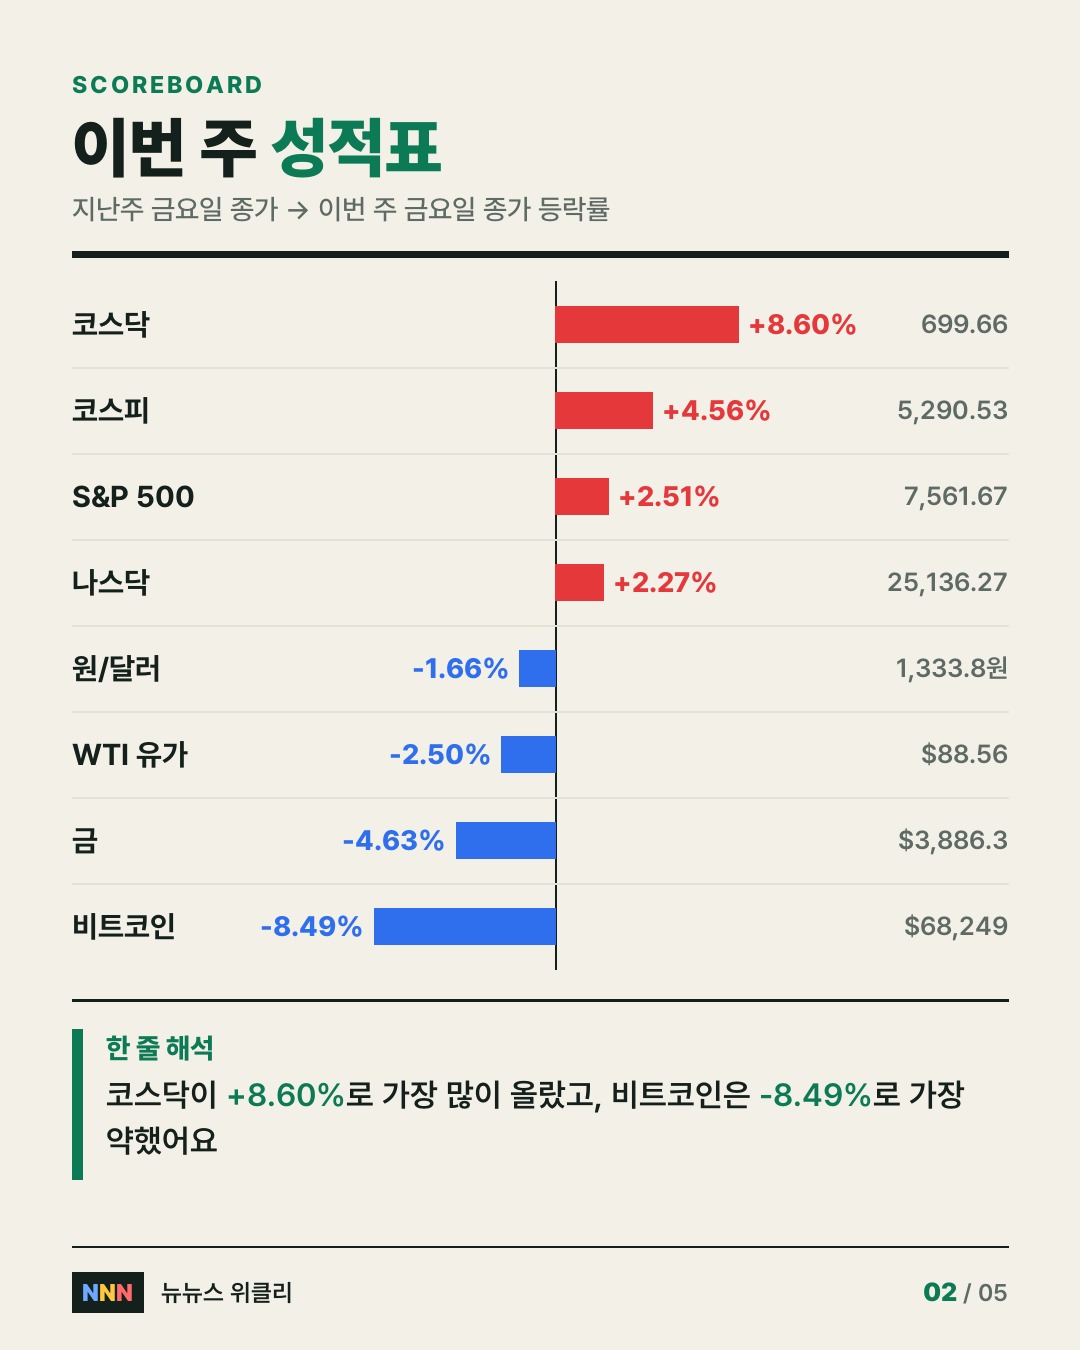 SCOREBOARD
이번 주 성적표
지난주 금요일 종가 → 이번 주 금요일 종가 등락률
코스닥 +8.60% 699.66
코스피 +4.56% 5,290.53
S&P 500 +2.51% 7,561.67
나스닥 +2.27% 25,136.27
원/달러 -1.66% 1,333.8원
WTI 유가 -2.50% $88.56
금 -4.63% $3,886.3
비트코인 -8.49% $68,249
한 줄 해석
코스닥이 +8.60%로 가장 많이 올랐고, 비트코인은 -8.49%로 가장
약했어요
NNN 뉴뉴스 위클리 02 / 05